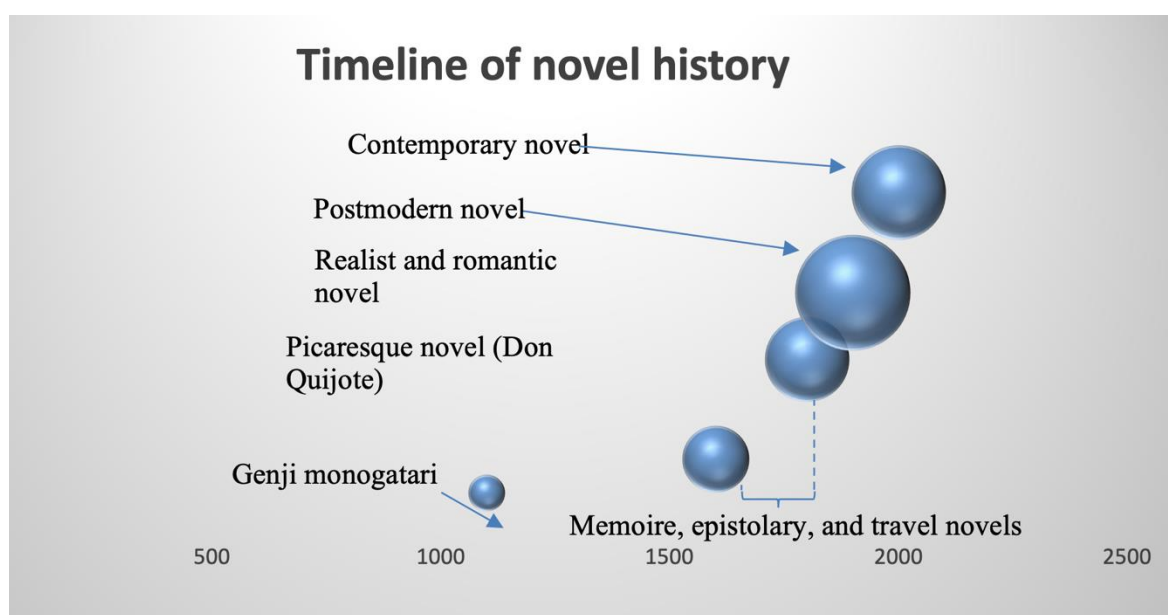 Timeline of novel history
Contemporary novel
Postmodern novel
Realist and romantic
novel
Picaresque novel (Don
Quijote)
Genji monogatari
Memoire, epistolary, and travel novels
500
1000
1500
2000
2500